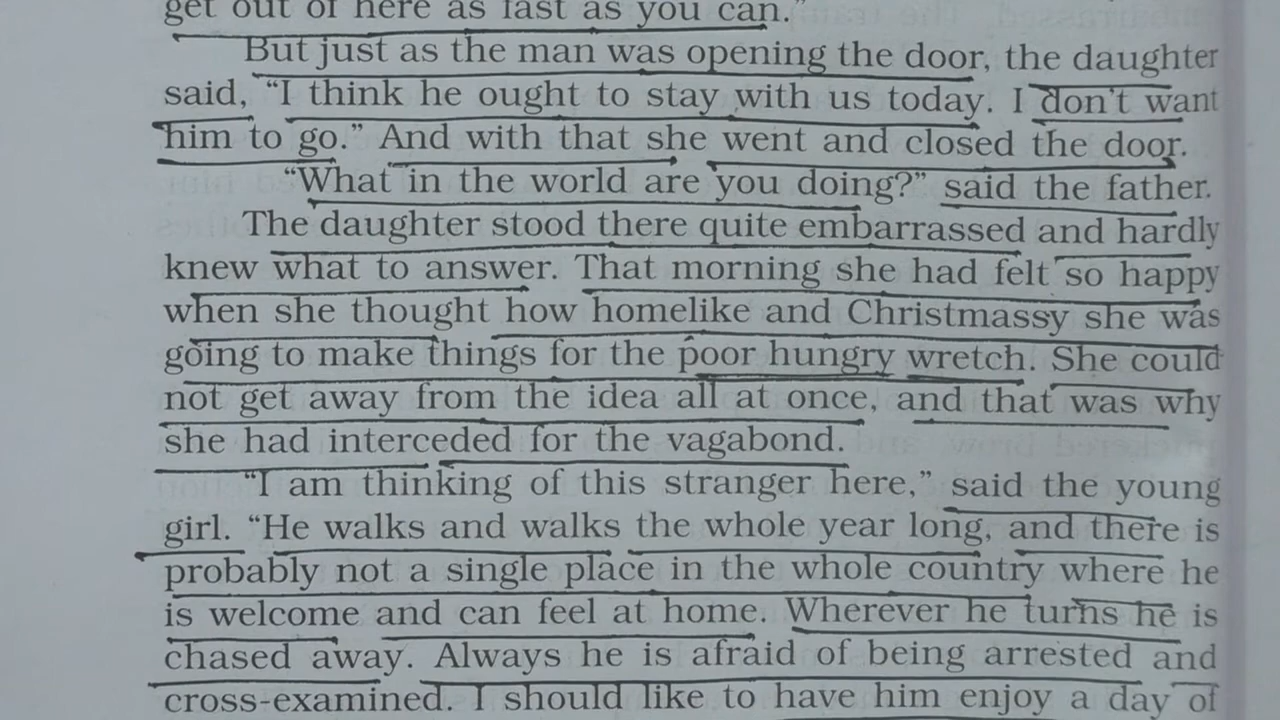 get out of here as fast as you can."
But just as the man was opening the door, the daughter
said, "I think he ought to stay with us today. I don't want
him to go." And with that she went and closed the door.
"What in the world are you doing?" said the father.
The daughter stood there quite embarrassed and hardly
knew what to answer. That morning she had felt so happy
when she thought how homelike and Christmassy she was
going to make things for the poor hungry wretch. She could
not get away from the idea all at once, and that was why
she had interceded for the vagabond.
"I am thinking of this stranger here," said the young
girl. "He walks and walks the whole year long, and there is
probably not a single place in the whole country where he
is welcome and can feel at home. Wherever he turns he is
chased away. Always he is afraid of being arrested and
cross-examined. I should like to have him enjoy a day of